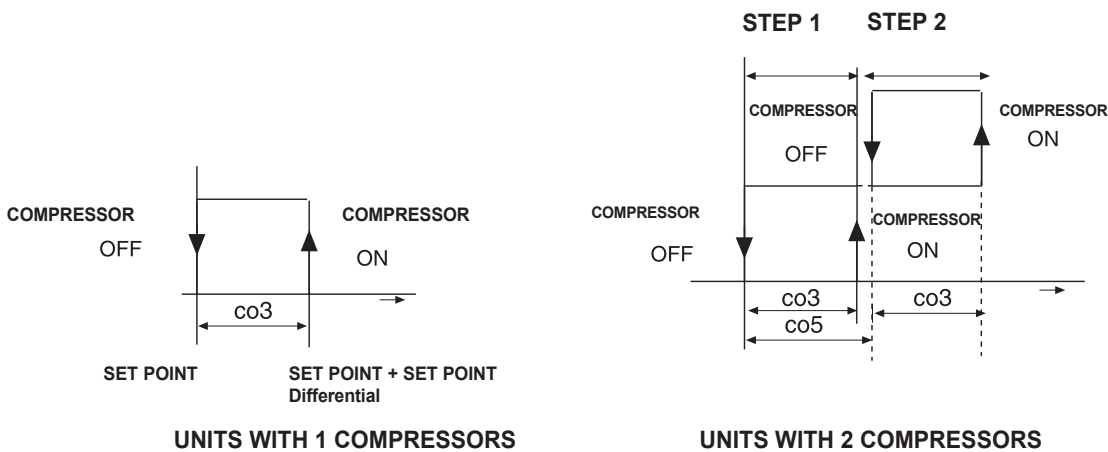 STEP 1
STEP 2
COMPRESSOR
OFF
COMPRESSOR
ON
COMPRESSOR
OFF
COMPRESSOR
ON
COMPRESSOR
OFF
COMPRESSOR
ON
co3
co3
co5
co3
SET POINT
SET POINT + SET POINT
Differential
UNITS WITH 1 COMPRESSORS
UNITS WITH 2 COMPRESSORS